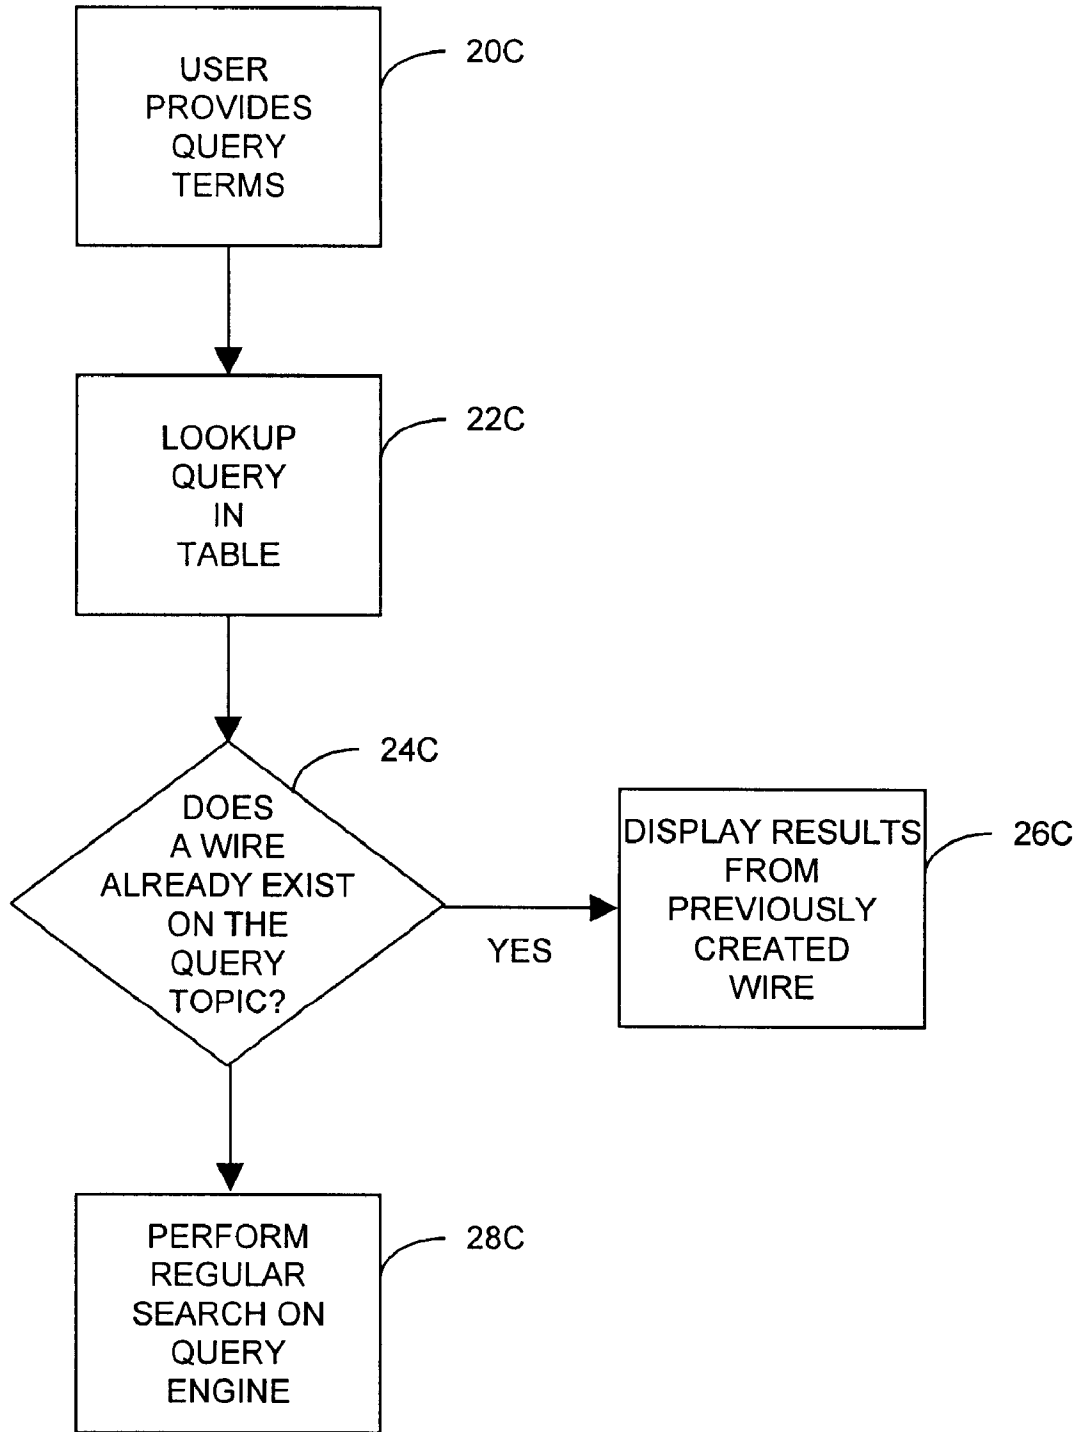 USER
PROVIDES
QUERY
TERMS
20C
LOOKUP
QUERY
IN
TABLE
22C
DOES
A WIRE
ALREADY EXIST
ON THE
QUERY
TOPIC?
24C
YES
DISPLAY RESULTS
FROM
PREVIOUSLY
CREATED
WIRE
26C
PERFORM
REGULAR
SEARCH ON
QUERY
ENGINE
28C